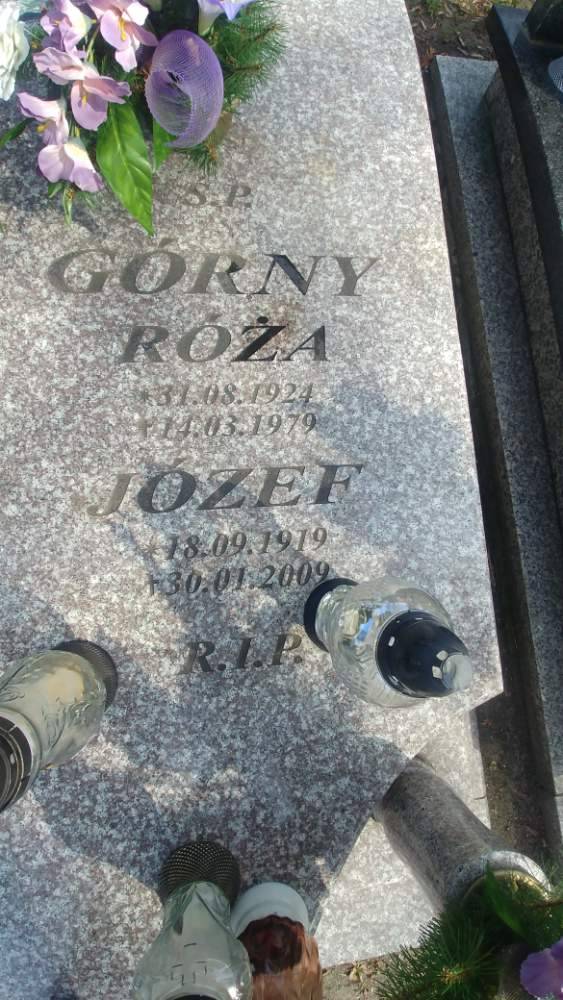 Ś.P.
GÓRNY
RÓŻA
*31.08.1924
†14.03.1979
JÓZEF
*18.09.1919
†30.01.2009
R.I.P.